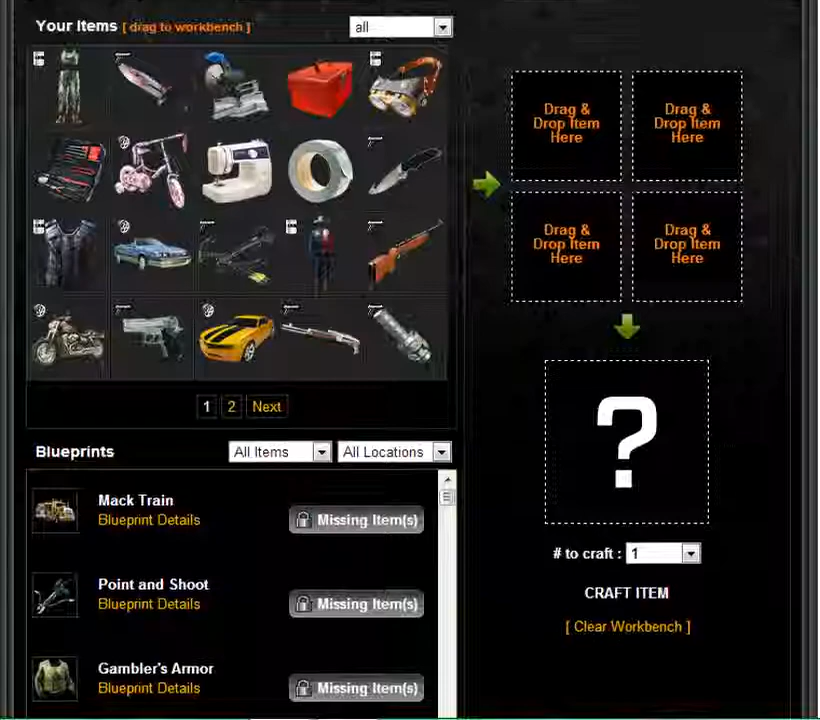 Your Items [ drag to workbench ]
all
Drag &
Drop Item
Here
Drag &
Drop Item
Here
Drag &
Drop Item
Here
Drag &
Drop Item
Here
1 2 Next
Blueprints
All Items
All Locations
Mack Train
Blueprint Details
Missing Item(s)
Point and Shoot
Blueprint Details
Missing Item(s)
Gambler's Armor
Blueprint Details
Missing Item(s)
?
# to craft : 1
CRAFT ITEM
[ Clear Workbench ]